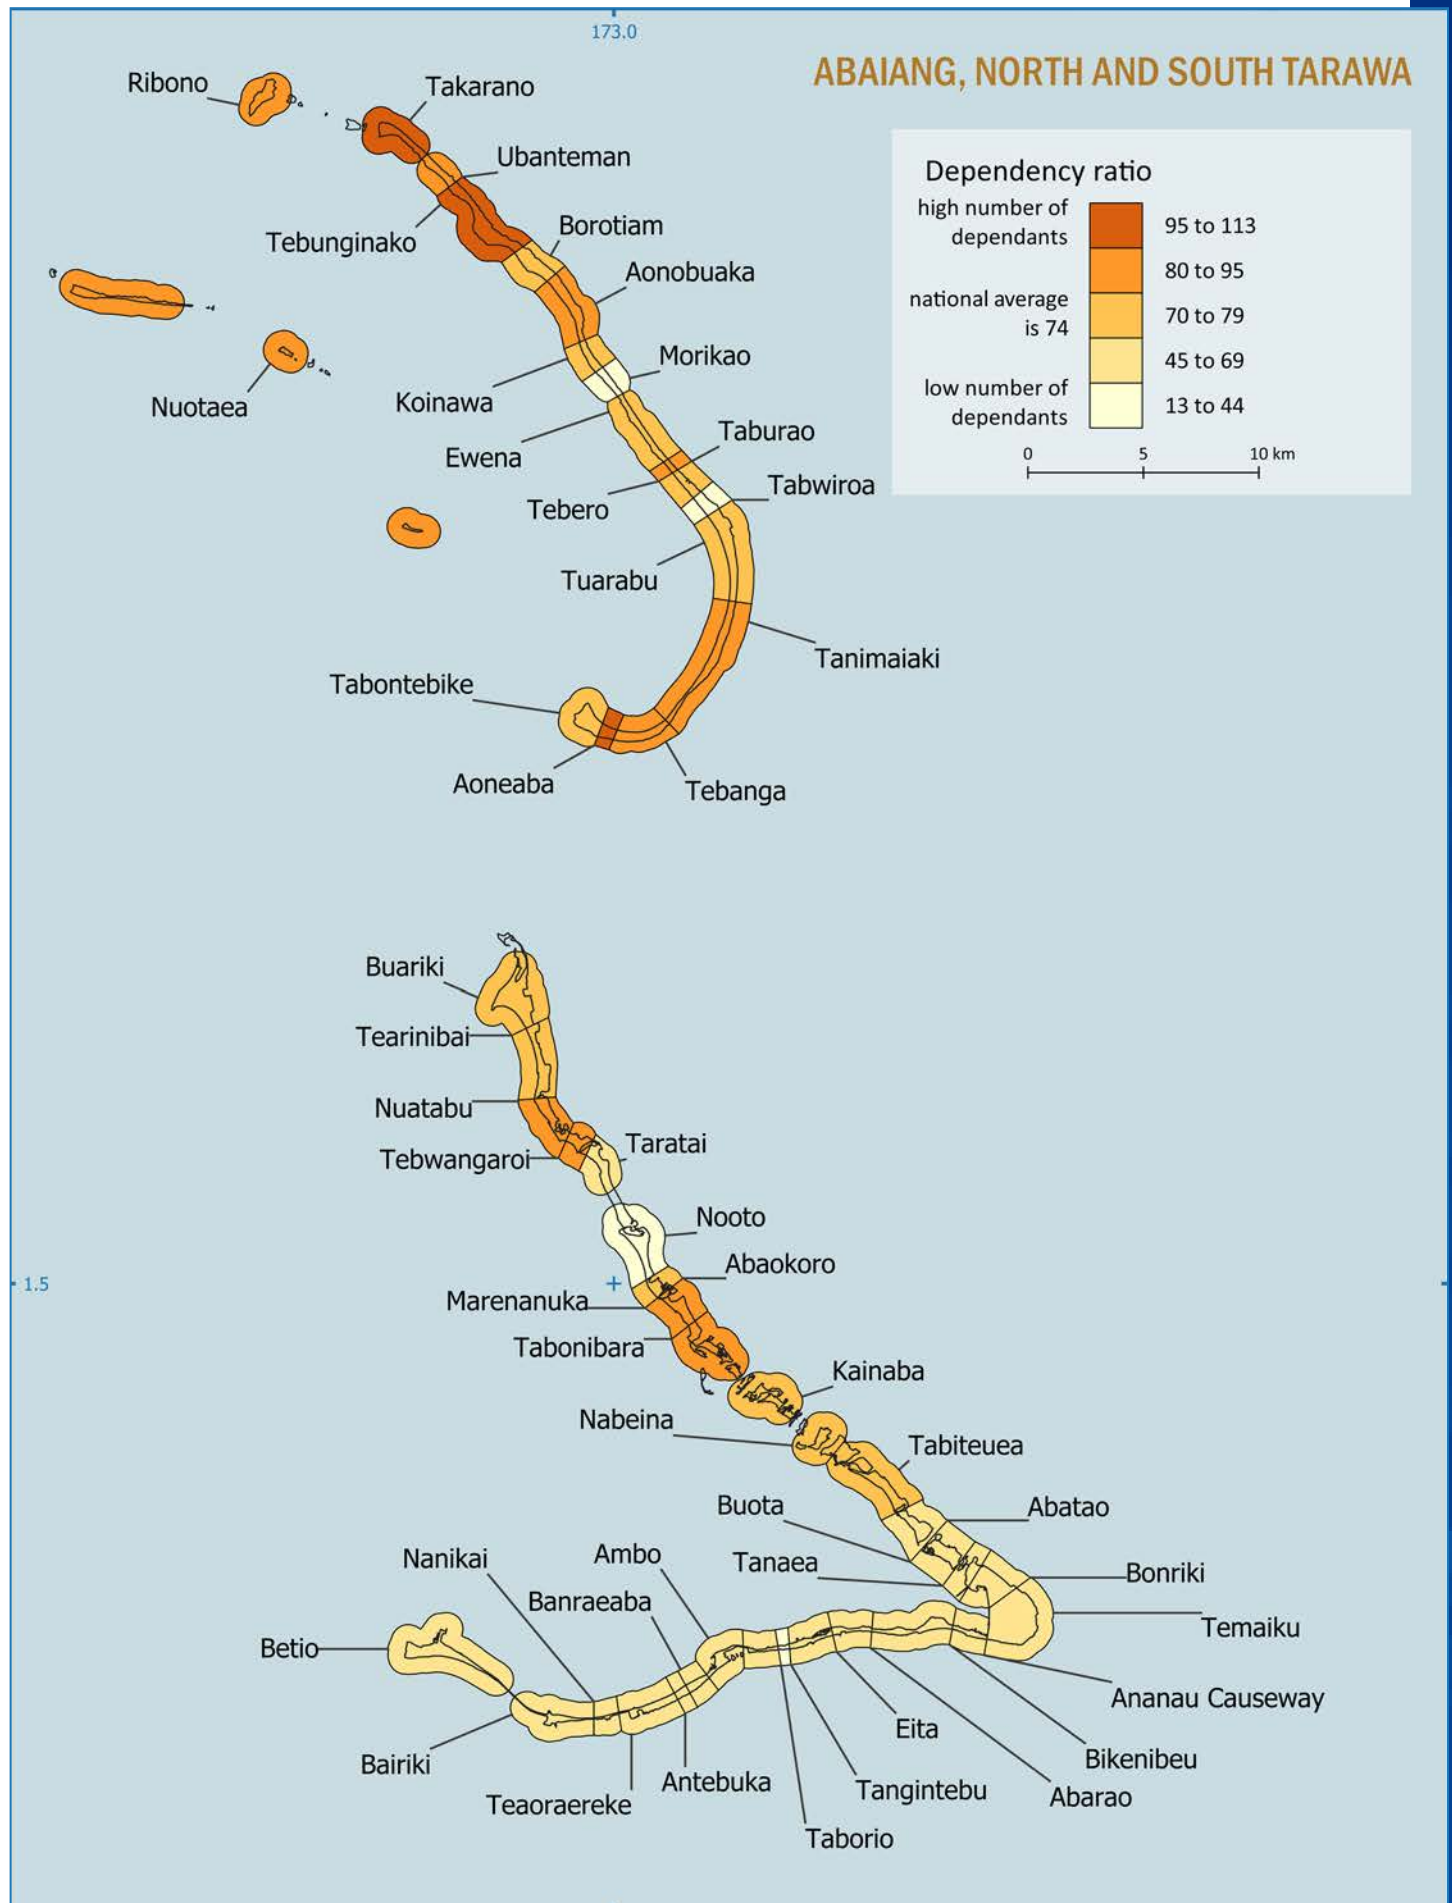 173.0
ABAIANG, NORTH AND SOUTH TARAWA
Ribono
Takarano
Ubanteman
Tebunginako
Borotiam
Aonobuaka
Nuotaea
Koinawa
Morikao
Ewena
Taburao
Tebero
Tabwiroa
Tuarabu
Tanimaiaki
Tabontebike
Aoneaba
Tebanga
Dependency ratio
high number of
dependants
95 to 113
80 to 95
national average
is 74
70 to 79
45 to 69
low number of
dependants
13 to 44
0 5 10 km
Buariki
Tearinibai
Nuatabu
Tebwangaroi
Taratai
Nooto
Abaokoro
1.5
Marenanuka
Tabonibara
Kainaba
Nabeina
Tabiteuea
Buota
Abatao
Nanikai
Ambo
Tanaea
Bonriki
Banraeaba
Temaiku
Betio
Ananau Causeway
Eita
Bikenibeu
Bairiki
Antebuka
Tangintebu
Abarao
Teaoraereke
Taborio